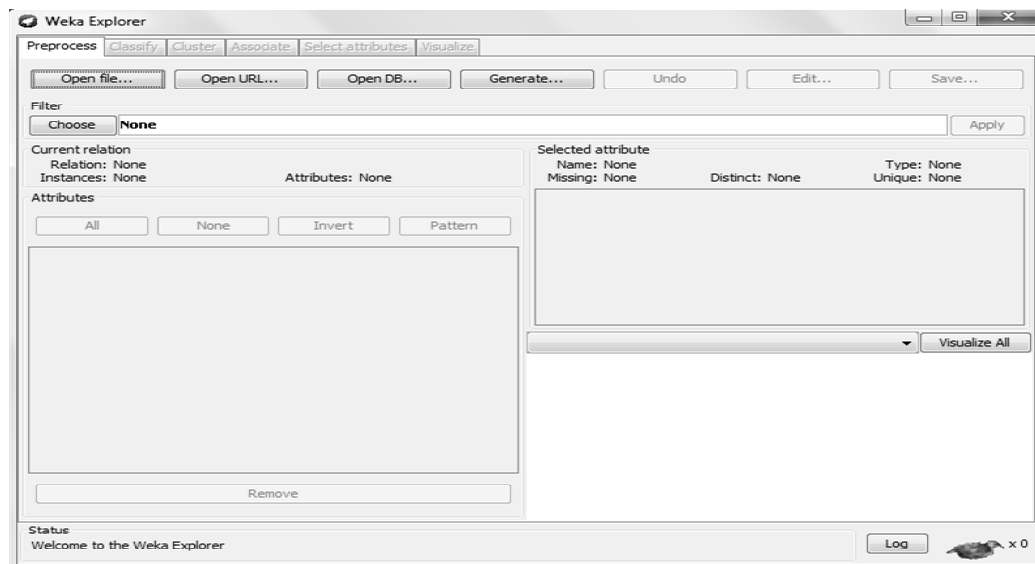 Weka Explorer
Preprocess Classify Cluster Associate Select attributes Visualize
Open file... Open URL... Open DB... Generate... Undo Edit... Save...
Filter
Choose None Apply
Current relation
Relation: None
Instances: None Attributes: None
Attributes
All None Invert Pattern
Remove
Selected attribute
Name: None Type: None
Missing: None Distinct: None Unique: None
Visualize All
Status
Welcome to the Weka Explorer
Log x 0